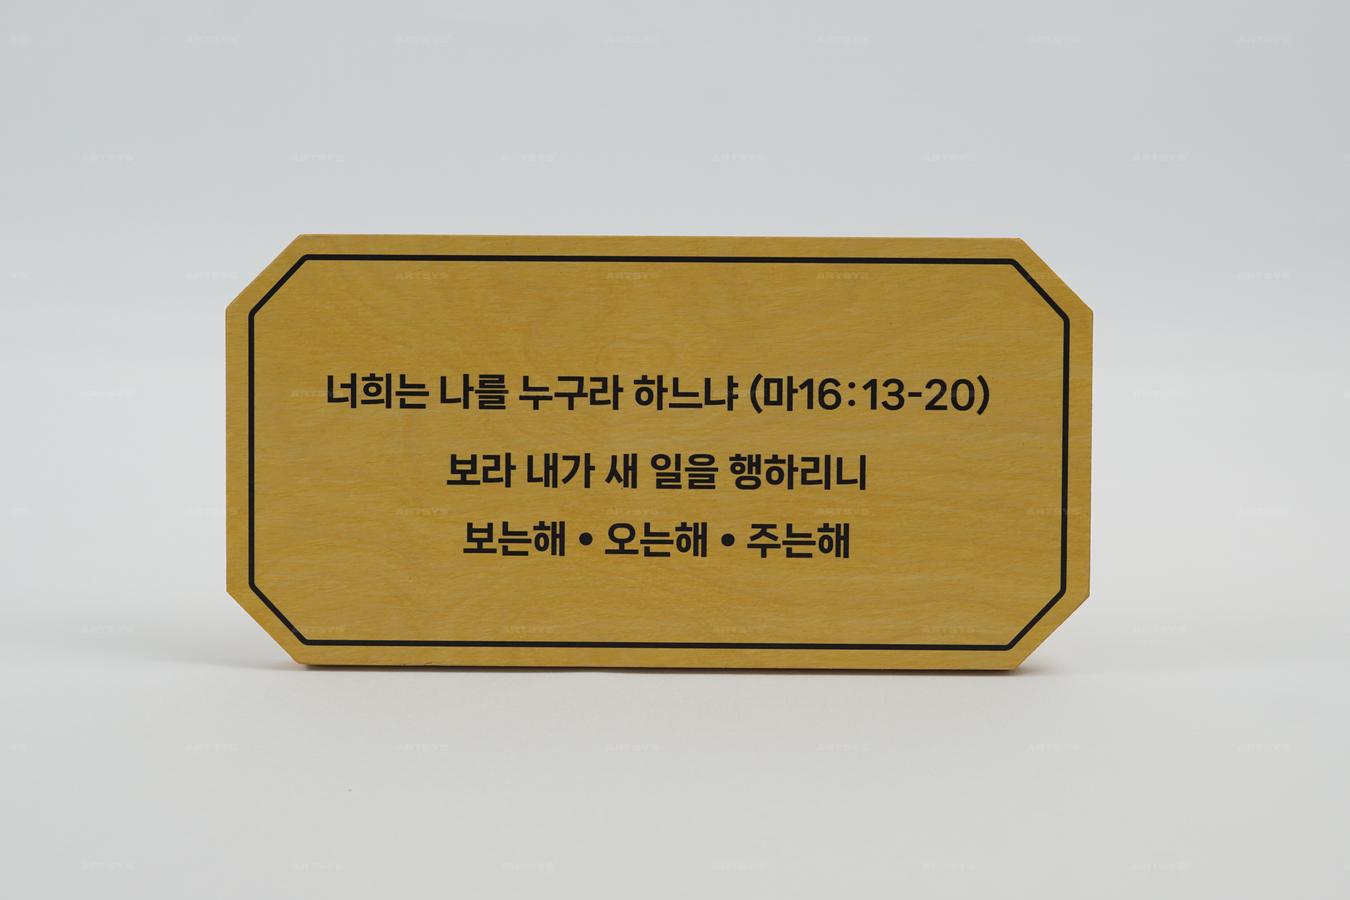 너희는 나를 누구라 하느냐 (마16:13-20)
보라 내가 새 일을 행하리니
보는해 • 오는해 • 주는해